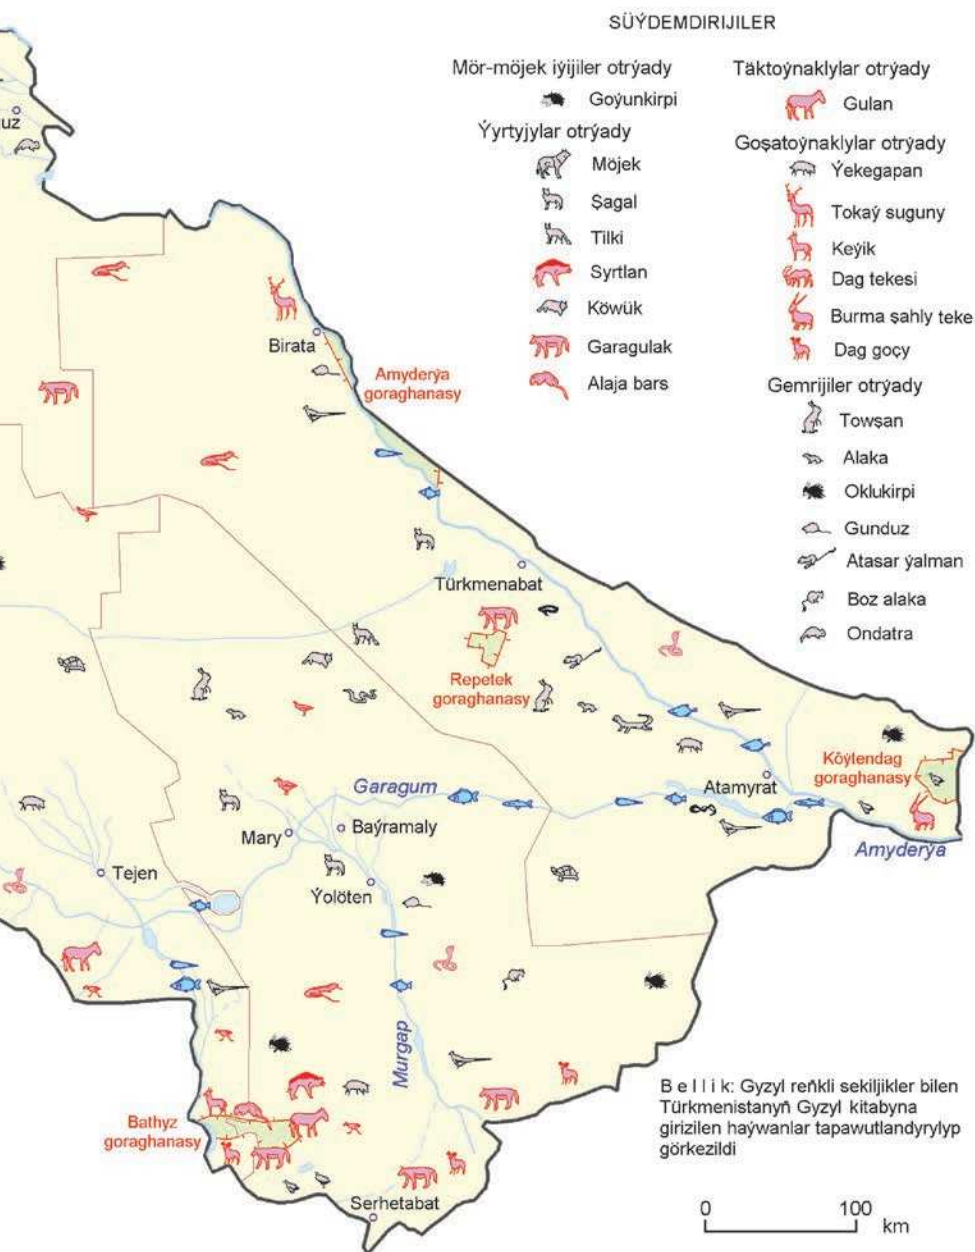 SÜÝDEMDIRIJILER
Mör-möjek iýijiler otrýady
Goýunkirpi
Ýyrtyjylar otrýady
Möjek
Şagal
Tilki
Syrtlan
Köwük
Garagulak
Alaja bars
Täktoýnaklylar otrýady
Gulan
Goşatoýnaklylar otrýady
Ýekegapan
Tokaý suguny
Keýik
Dag tekesi
Burma şahly teke
Dag goçy
Gemrijiler otrýady
Towşan
Alaka
Oklukirpi
Gunduz
Atasar ýalman
Boz alaka
Ondatra
uz
Birata
Amyderýa
goraghanasy
Türkmenabat
Repetek
goraghanasy
Köýlendag
goraghanasy
Garagum
Atamyrat
Mary
Baýramaly
Amyderýa
Tejen
Ýolöten
Murgap
Bathyz
goraghanasy
Serhetabat
Bellik: Gyzyl reňkli sekiljikler bilen
Türkmenistanyň Gyzyl kitabyna
girizilen haýwanlar tapawutlandyrylyp
görkezildi
0 100
km